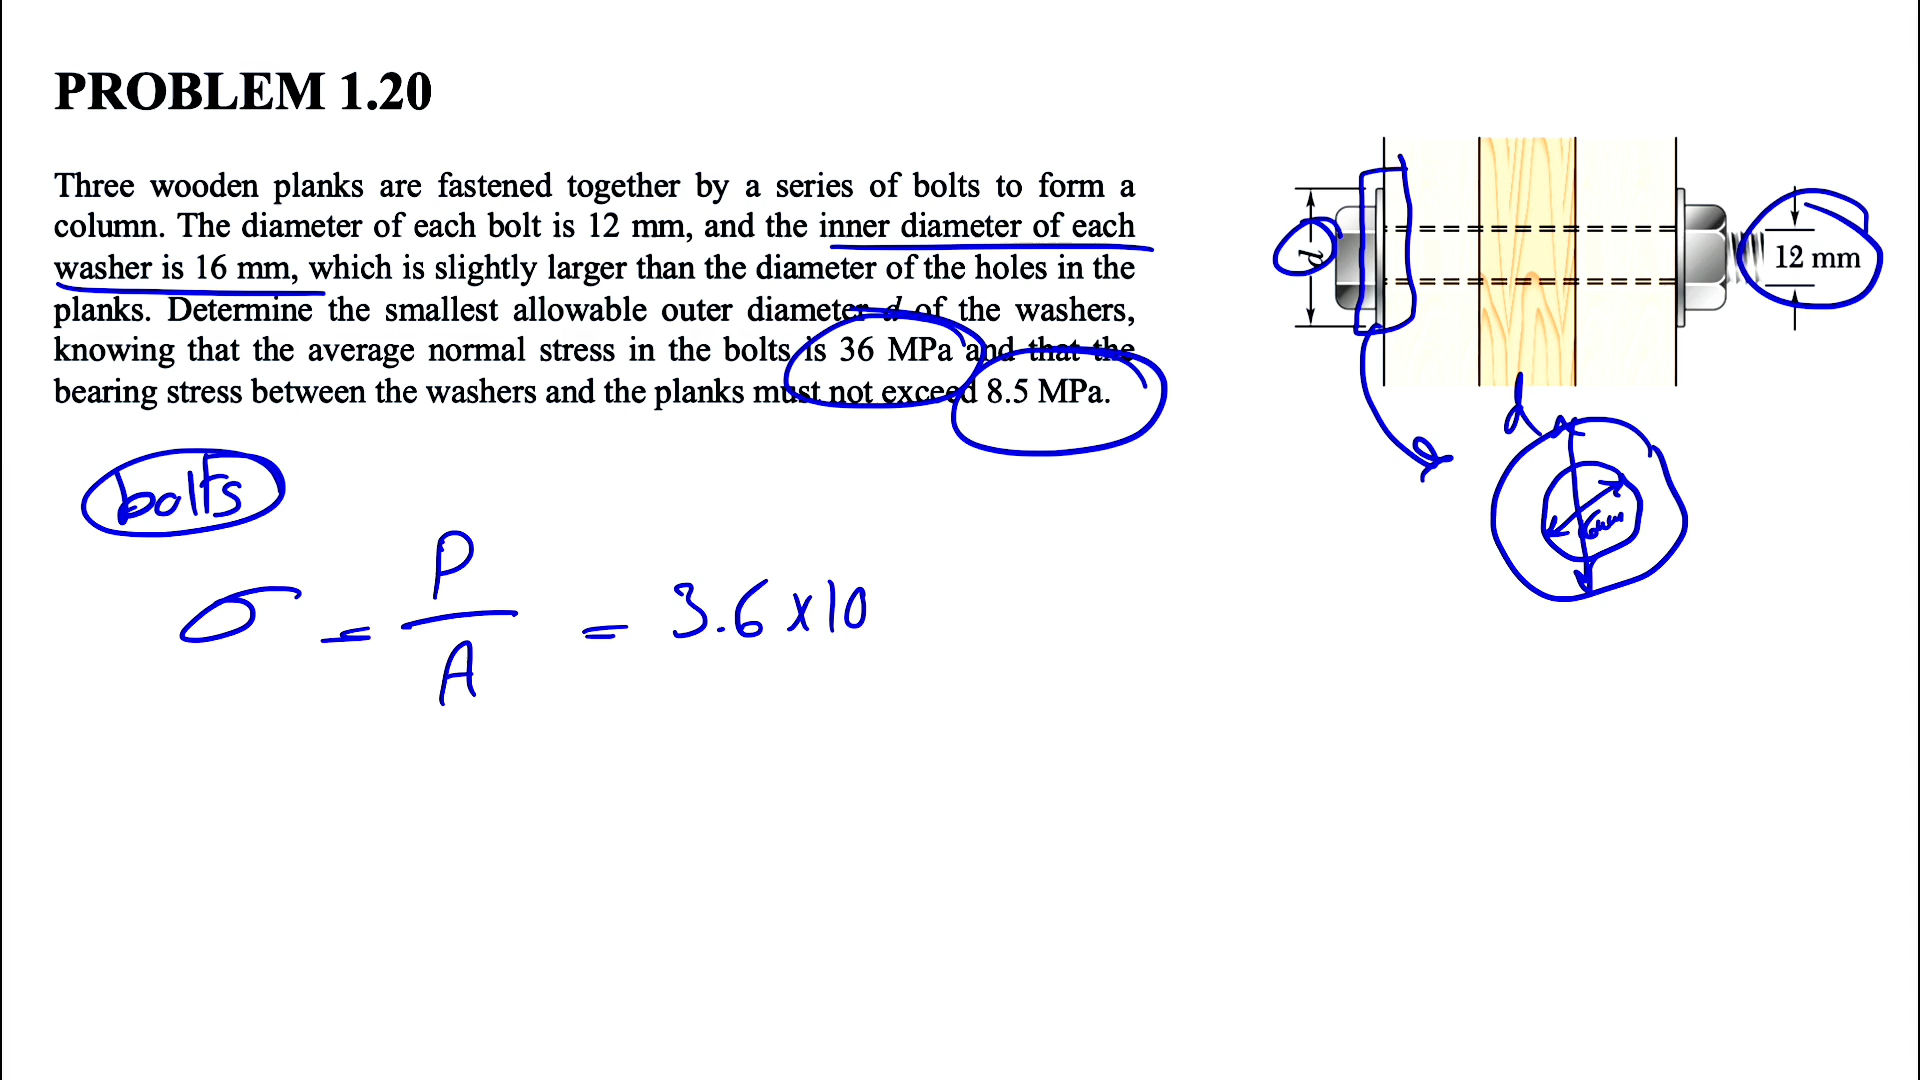 PROBLEM 1.20
Three wooden planks are fastened together by a series of bolts to form a
column. The diameter of each bolt is 12 mm, and the inner diameter of each
washer is 16 mm, which is slightly larger than the diameter of the holes in the
planks. Determine the smallest allowable outer diameter d of the washers,
knowing that the average normal stress in the bolts is 36 MPa and that the
bearing stress between the washers and the planks must not exceed 8.5 MPa.
d
12 mm
d
bolts
σ = P / A = 3.6 x 10